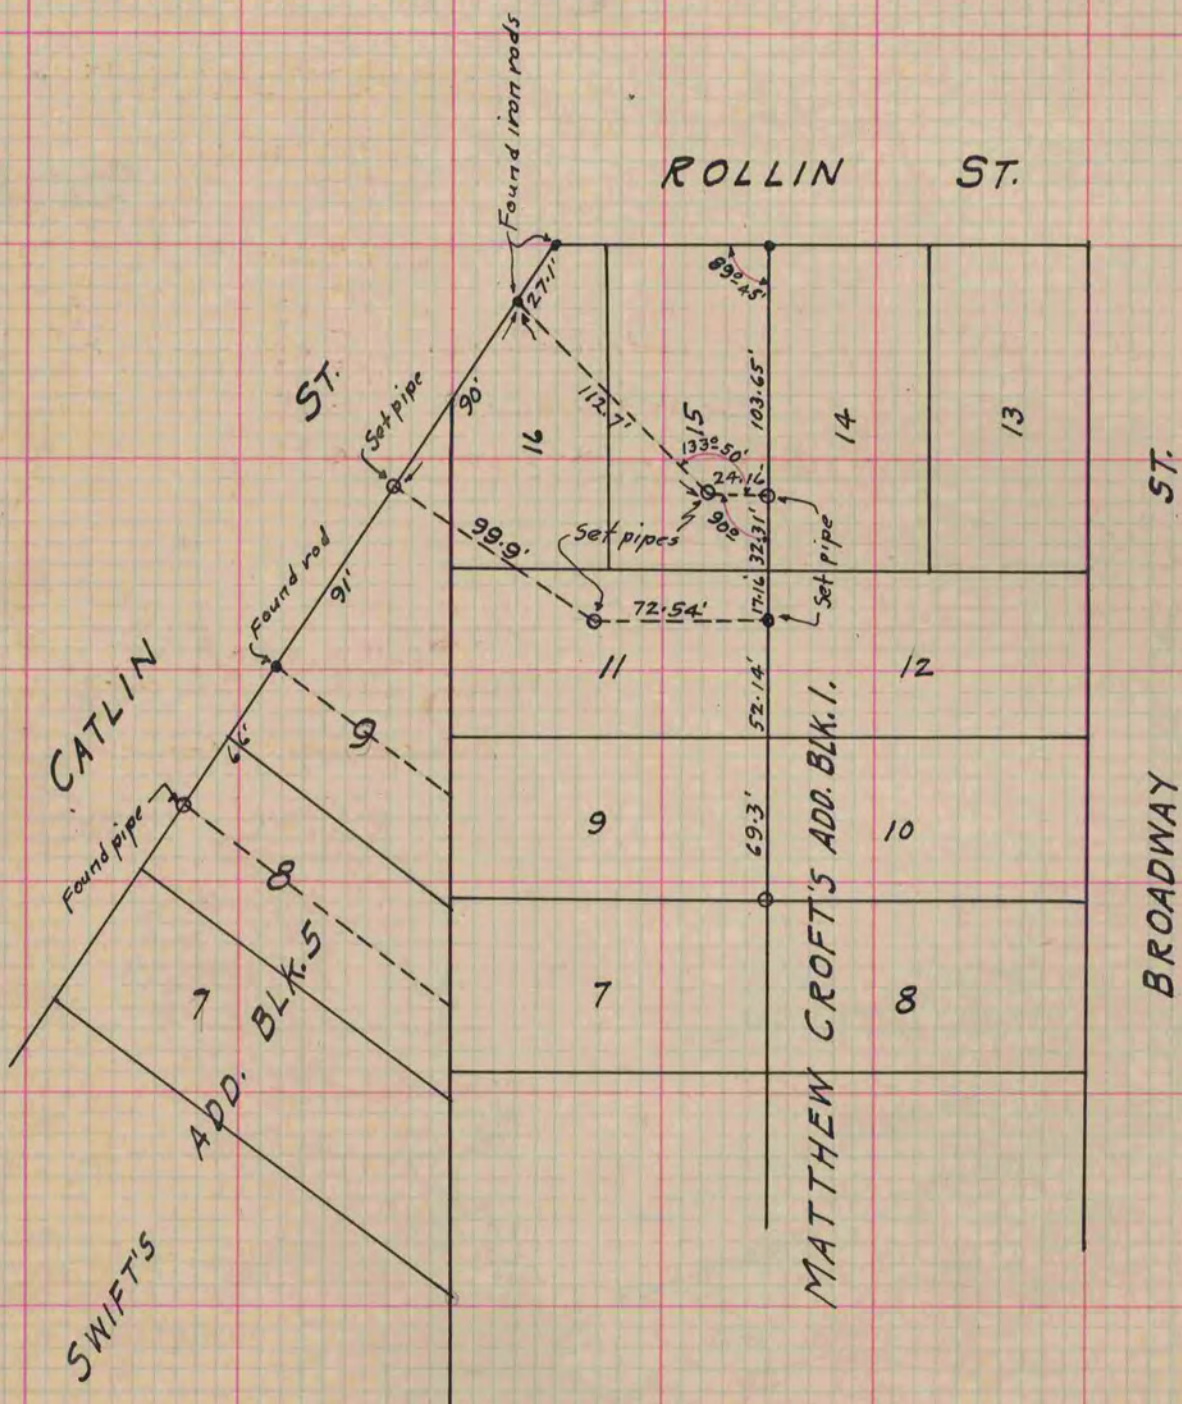 Found iron rods
ROLLIN ST.
89º-45'
27.1'
ST.
Set pipe
90'
16
112.7'
15
133º-50'
24.16
90º
103.65'
14
13
ST.
Set pipes
99.9'
32.31'
Set pipe
17.16'
72.54'
Found rod
91'
11
12
52.14'
CATLIN
9
66'
Found pipe
9
69.3'
10
8
BROADWAY
7
BLK. 5
7
8
MATTHEW CROFT'S ADD. BLK. 1.
ADD.
SWIFT'S